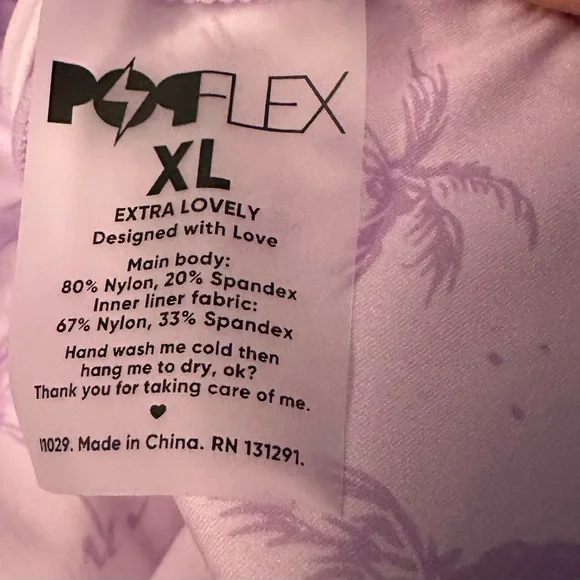 POPFLEX
XL
EXTRA LOVELY
Designed with Love
Main body:
80% Nylon, 20% Spandex
Inner liner fabric:
67% Nylon, 33% Spandex
Hand wash me cold then
hang me to dry, ok?
Thank you for taking care of me.
11029. Made in China. RN 131291.